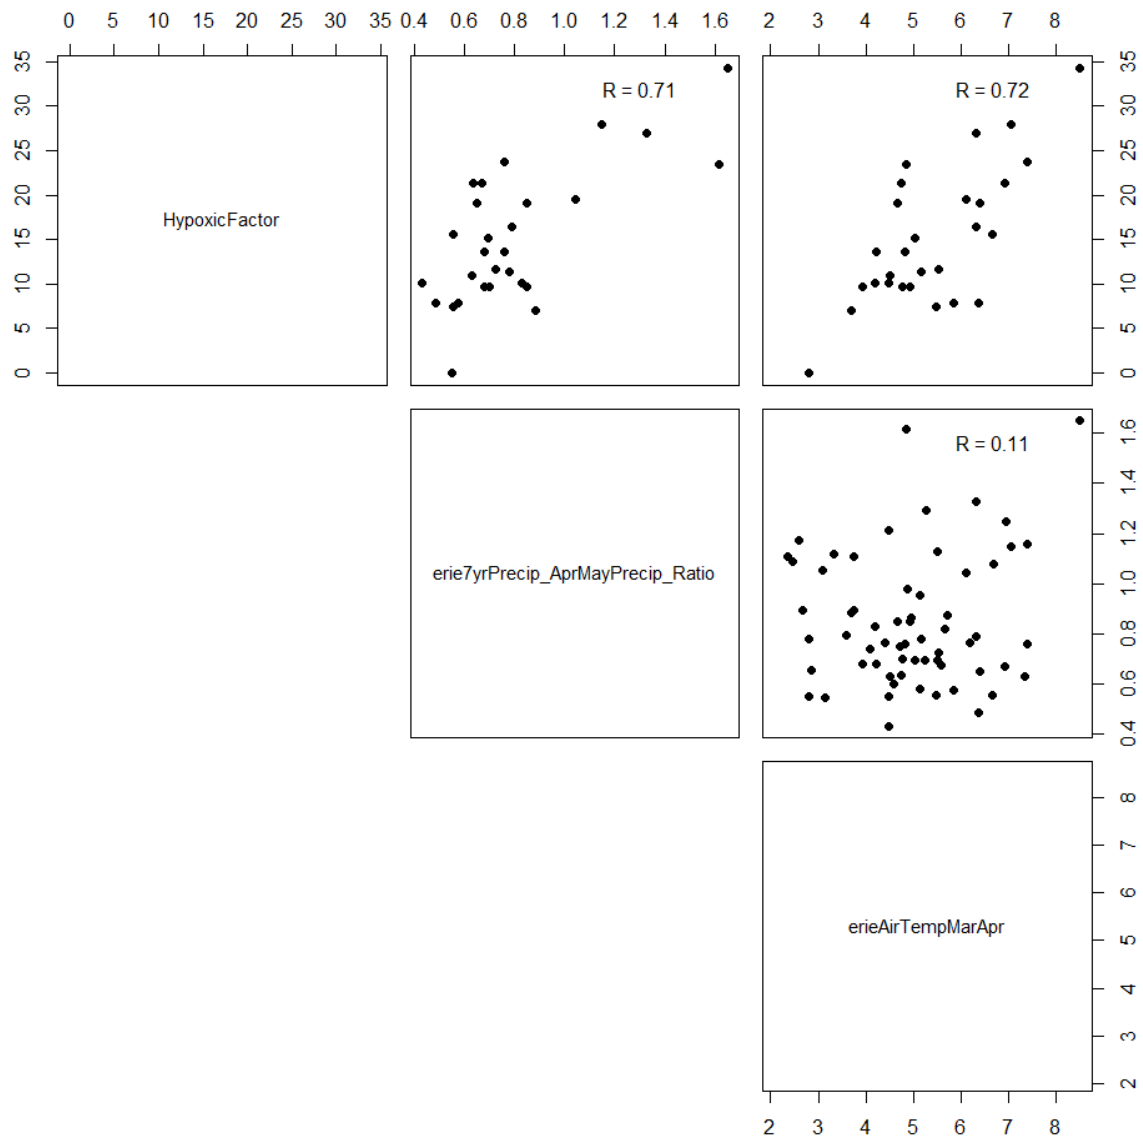 0 5 10 15 20 25 30 35 0.4 0.6 0.8 1.0 1.2 1.4 1.6 2 3 4 5 6 7 8
0 5 10 15 20 25 30 35
HypoxicFactor
R = 0.71
R = 0.72
0 5 10 15 20 25 30 35
erie7yrPrecip_AprMayPrecip_Ratio
R = 0.11
0.4 0.6 0.8 1.0 1.2 1.4 1.6
erieAirTempMarApr
2 3 4 5 6 7 8
2 3 4 5 6 7 8